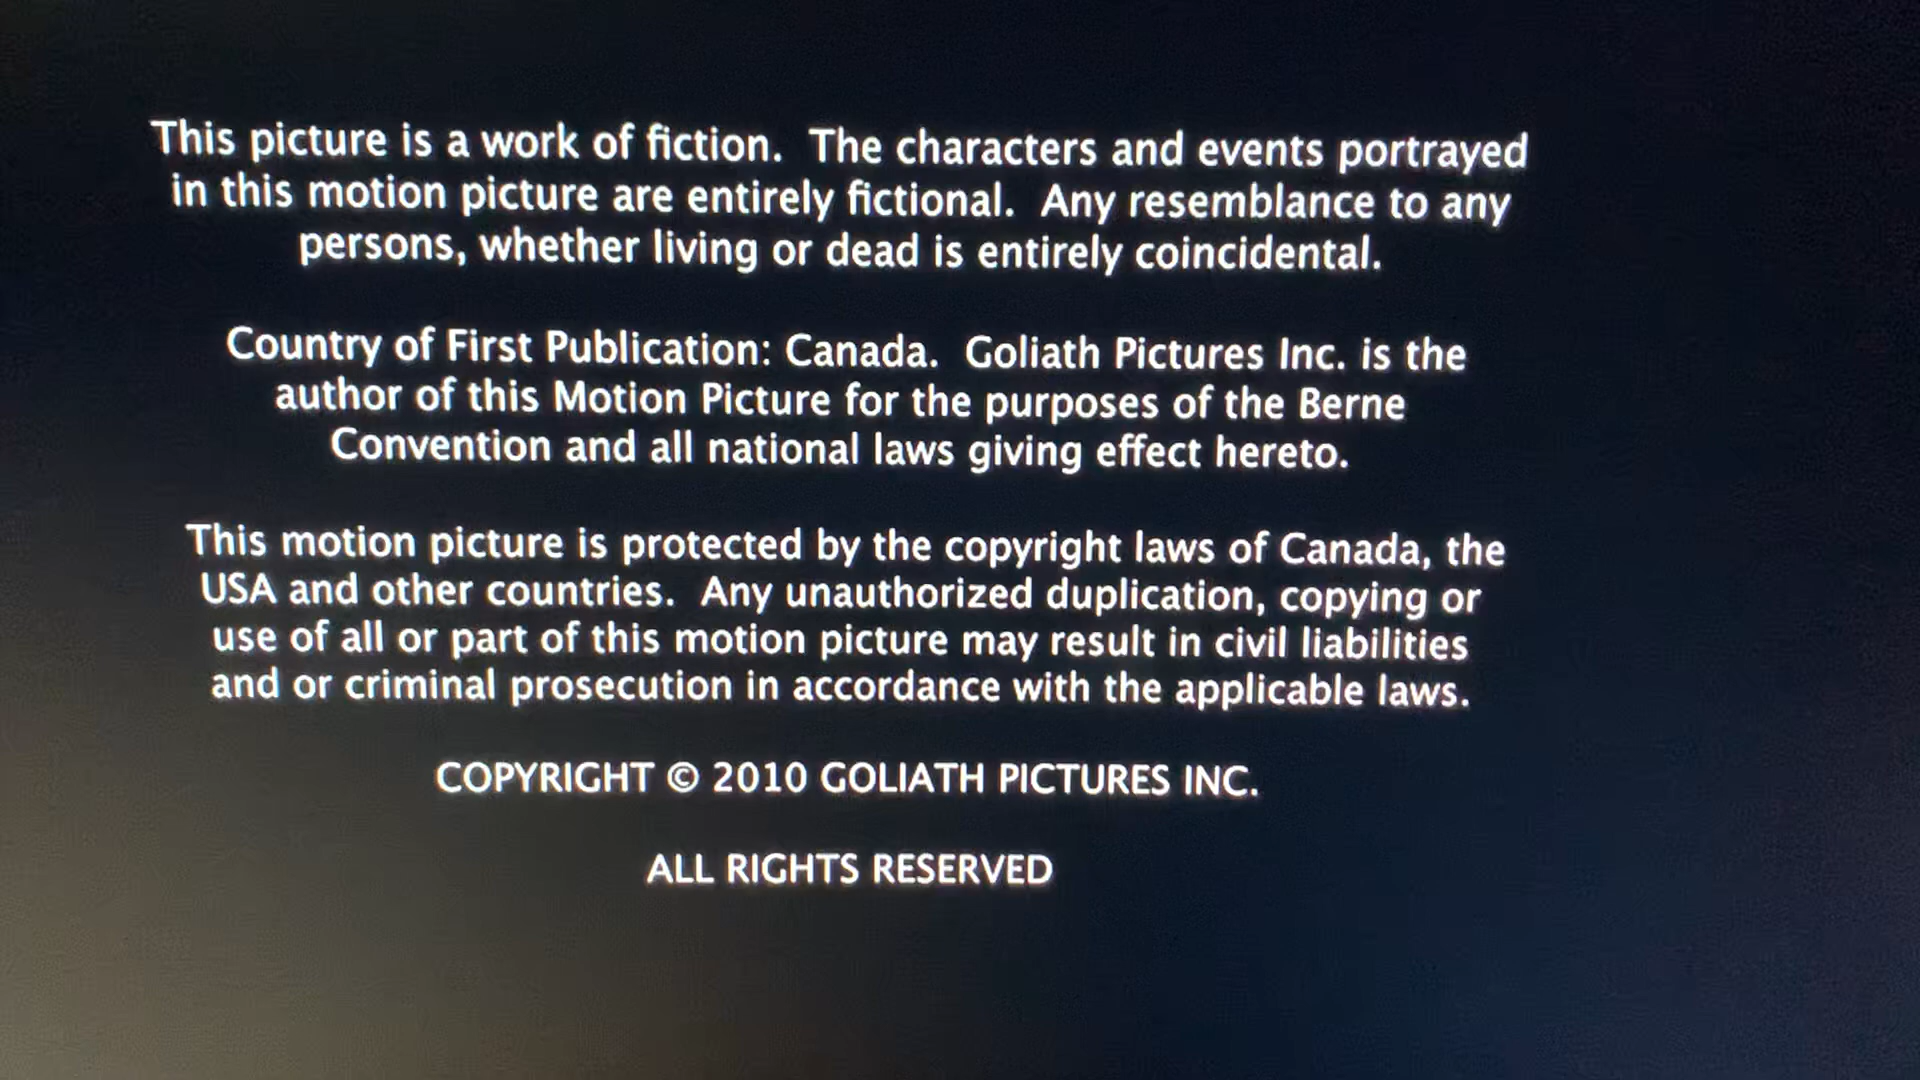 This picture is a work of fiction.  The characters and events portrayed
in this motion picture are entirely fictional.  Any resemblance to any
persons, whether living or dead is entirely coincidental.
Country of First Publication: Canada.  Goliath Pictures Inc. is the
author of this Motion Picture for the purposes of the Berne
Convention and all national laws giving effect hereto.
This motion picture is protected by the copyright laws of Canada, the
USA and other countries.  Any unauthorized duplication, copying or
use of all or part of this motion picture may result in civil liabilities
and or criminal prosecution in accordance with the applicable laws.
COPYRIGHT © 2010 GOLIATH PICTURES INC.
ALL RIGHTS RESERVED